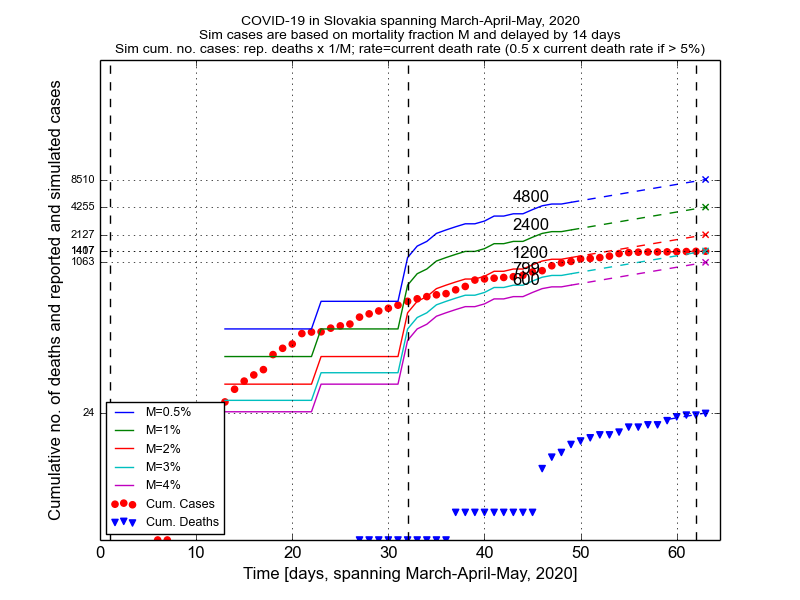 COVID-19 in Slovakia spanning March-April-May, 2020
Sim cases are based on mortality fraction M and delayed by 14 days
Sim cum. no. cases: rep. deaths x 1/M; rate=current death rate (0.5 x current death rate if > 5%)
Cumulative no. of deaths and reported and simulated cases
8510
4255
2127
1063
24
4800
2400
1200
799
600
M=0.5%
M=1%
M=2%
M=3%
M=4%
Cum. Cases
Cum. Deaths
0 10 20 30 40 50 60
Time [days, spanning March-April-May, 2020]